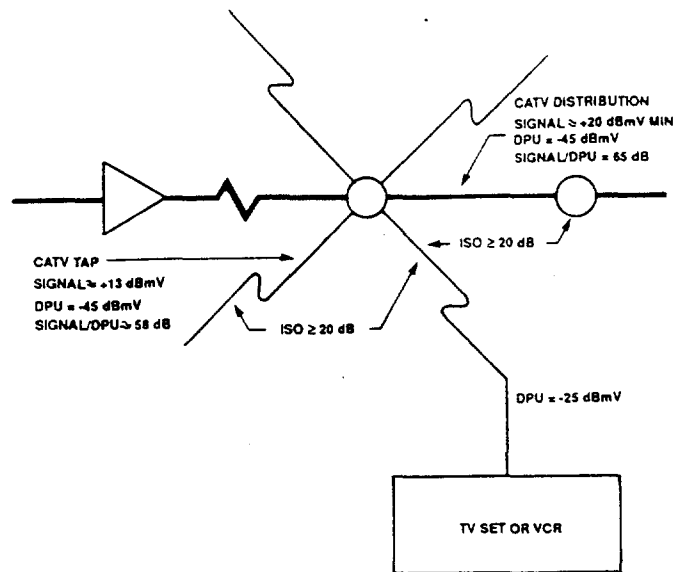 CATV DISTRIBUTION
SIGNAL ≈ +20 dBmV MIN
DPU = -45 dBmV
SIGNAL/DPU = 65 dB
ISO ≥ 20 dB
CATV TAP
SIGNAL ≈ +13 dBmV
DPU = -45 dBmV
SIGNAL/DPU ≈ 58 dB
ISO ≥ 20 dB
DPU = -25 dBmV
TV SET OR VCR